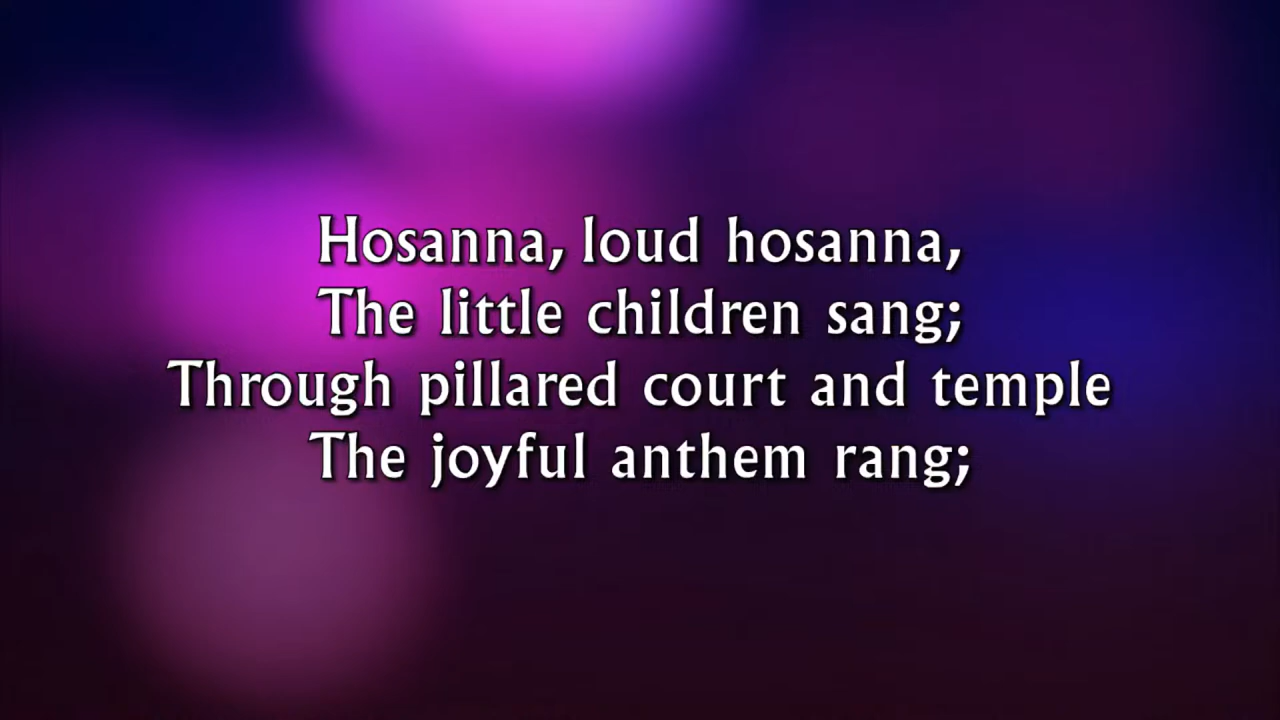 Hosanna, loud hosanna,
The little children sang;
Through pillared court and temple
The joyful anthem rang;